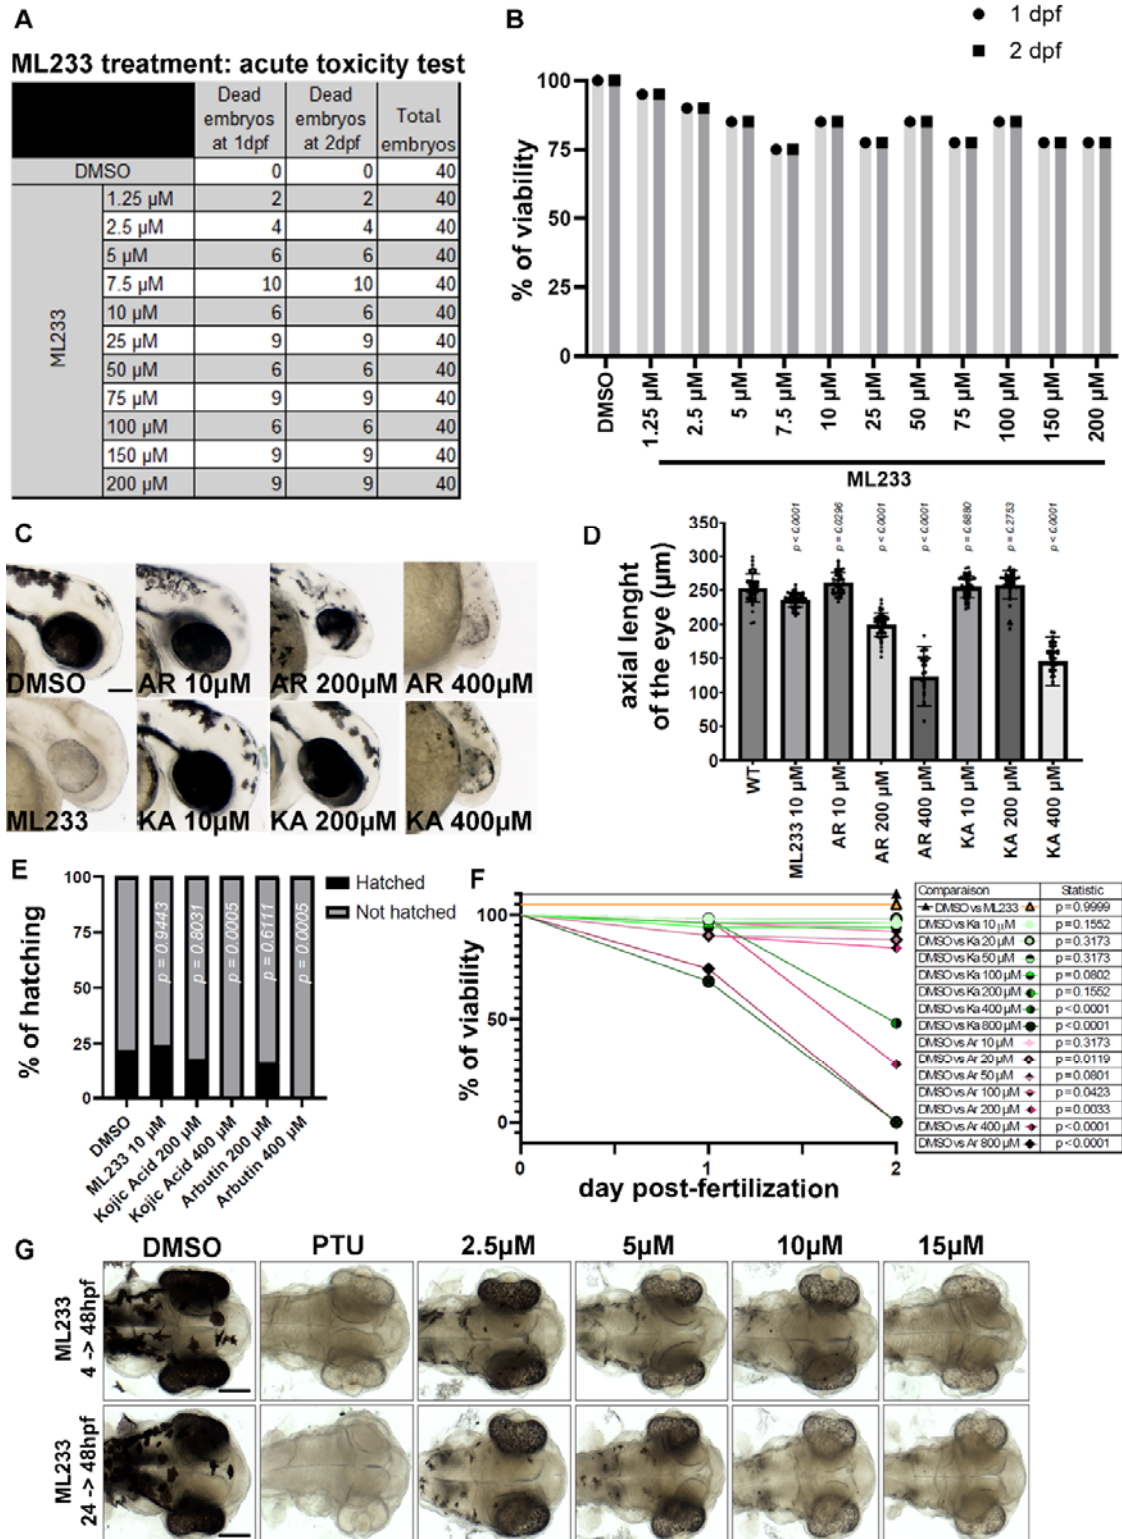 A
ML233 treatment: acute toxicity test
Dead embryos at 1dpf Dead embryos at 2dpf Total embryos
DMSO 0 0 40
ML233
1.25 µM 2 2 40
2.5 µM 4 4 40
5 µM 6 6 40
7.5 µM 10 10 40
10 µM 6 6 40
25 µM 9 9 40
50 µM 6 6 40
75 µM 9 9 40
100 µM 6 6 40
150 µM 9 9 40
200 µM 9 9 40
B
1 dpf
2 dpf
% of viability
100
75
50
25
0
DMSO 1.25 µM 2.5 µM 5 µM 7.5 µM 10 µM 25 µM 50 µM 75 µM 100 µM 150 µM 200 µM
ML233
C
DMSO AR 10µM AR 200µM AR 400µM
ML233 KA 10µM KA 200µM KA 400µM
D
axial lenght
of the eye (µm)
350
300
250
200
150
100
50
0
p < 0.0001 p = 0.0296 p < 0.0001 p < 0.0001 p = 0.6880 p = 0.2753 p < 0.0001
WT ML233 10 µM AR 10 µM AR 200 µM AR 400 µM KA 10 µM KA 200 µM KA 400 µM
E
% of hatching
100
75
50
25
0
Hatched
Not hatched
p = 0.9443 p = 0.8031 p = 0.0005 p = 0.6111 p = 0.0005
DMSO ML233 10 µM Kojic Acid 200 µM Kojic Acid 400 µM Arbutin 200 µM Arbutin 400 µM
F
% of viability
100
50
0
0 1 2
day post-fertilization
Comparaison Statistic
DMSO vs ML233 p=0.9999
DMSO vs Ka 10 µM p=0.1552
DMSO vs Ka 20 µM p=0.3173
DMSO vs Ka 50 µM p=0.3173
DMSO vs Ka 100 µM p=0.0802
DMSO vs Ka 200 µM p=0.1552
DMSO vs Ka 400 µM p<0.0001
DMSO vs Ka 800 µM p<0.0001
DMSO vs Ar 10 µM p=0.3173
DMSO vs Ar 20 µM p=0.0119
DMSO vs Ar 50 µM p=0.0801
DMSO vs Ar 100 µM p=0.0423
DMSO vs Ar 200 µM p=0.0033
DMSO vs Ar 400 µM p<0.0001
DMSO vs Ar 800 µM p<0.0001
G
DMSO PTU 2.5µM 5µM 10µM 15µM
ML233
4 -> 48hpf
ML233
24 -> 48hpf